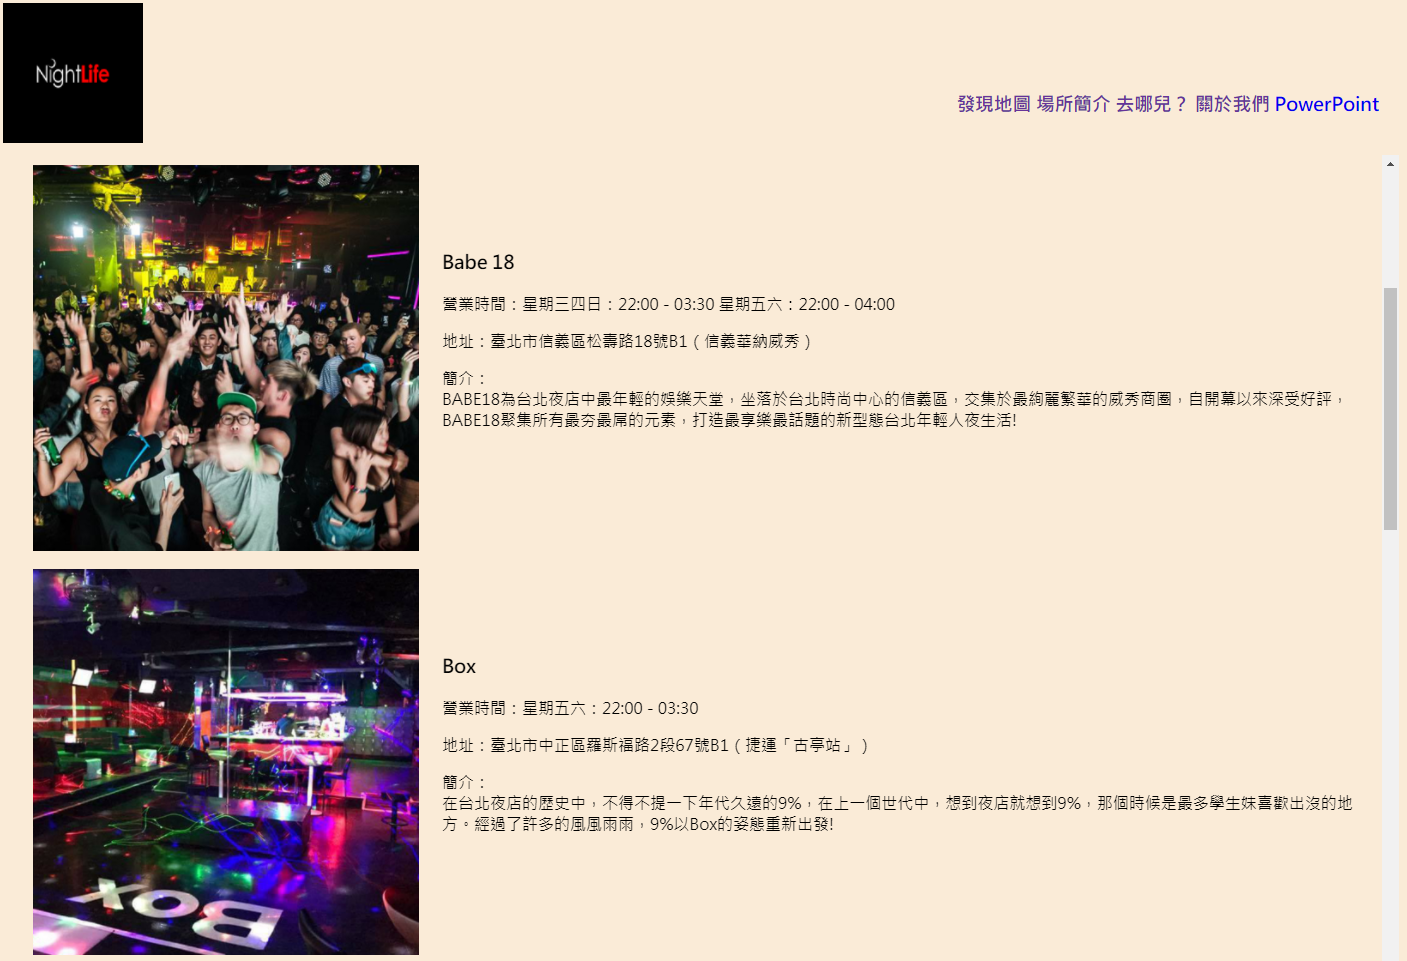 NightLife
發現地圖 場所簡介 去哪兒？ 關於我們 PowerPoint
Babe 18
營業時間：星期三四日：22:00 - 03:30 星期五六：22:00 - 04:00
地址：臺北市信義區松壽路18號B1（信義華納威秀）
簡介：
BABE18為台北夜店中最年輕的娛樂天堂，坐落於台北時尚中心的信義區，交集於最絢麗繁華的威秀商圈，自開幕以來深受好評，
BABE18聚集所有最夯最屌的元素，打造最享樂最話題的新型態台北年輕人夜生活!
Box
營業時間：星期五六：22:00 - 03:30
地址：臺北市中正區羅斯福路2段67號B1（捷運「古亭站」）
簡介：
在台北夜店的歷史中，不得不提一下年代久遠的9%，在上一個世代中，想到夜店就想到9%，那個時候是最多學生妹喜歡出沒的地
方。經過了許多的風風雨雨，9%以Box的姿態重新出發!
Box